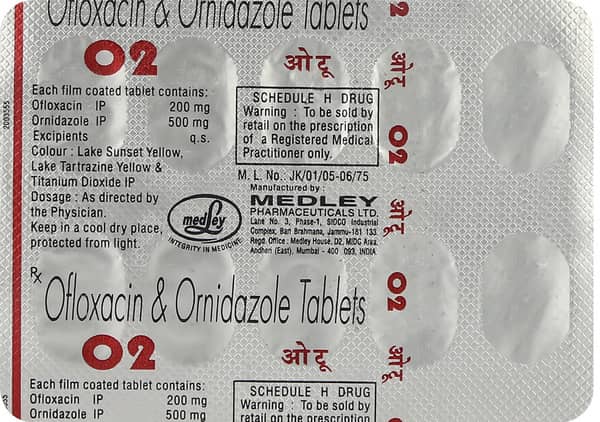 Ofloxacin & Ornidazole Tablets
O2
ओ टू
O2
ओ टू
O2
ओ टू
O2
ओ टू
Each film coated tablet contains:
Ofloxacin IP 200 mg
Ornidazole IP 500 mg
Excipients q.s.
Colour : Lake Sunset Yellow,
Lake Tartrazine Yellow &
Titanium Dioxide IP
Dosage : As directed by
the Physician.
Keep in a cool dry place,
protected from light.
SCHEDULE H DRUG
Warning : To be sold by
retail on the prescription
of a Registered Medical
Practitioner only.
M. L. No.: JK/01/05-06/75
Manufactured by :
MEDLEY
PHARMACEUTICALS LTD.
Lane No. 3, Phase-1, SIDCO Industrial
Complex, Bari Brahmana, Jammu-181 133.
Regd. Office : Medley House, D2, MIDC Area,
Andheri (East), Mumbai - 400 093, INDIA
medley
INTEGRITY IN MEDICINE
Rx
Ofloxacin & Ornidazole Tablets
O2
ओ टू
Each film coated tablet contains:
Ofloxacin IP 200 mg
Ornidazole IP 500 mg
SCHEDULE H DRUG
Warning : To be sold by
retail on the prescription